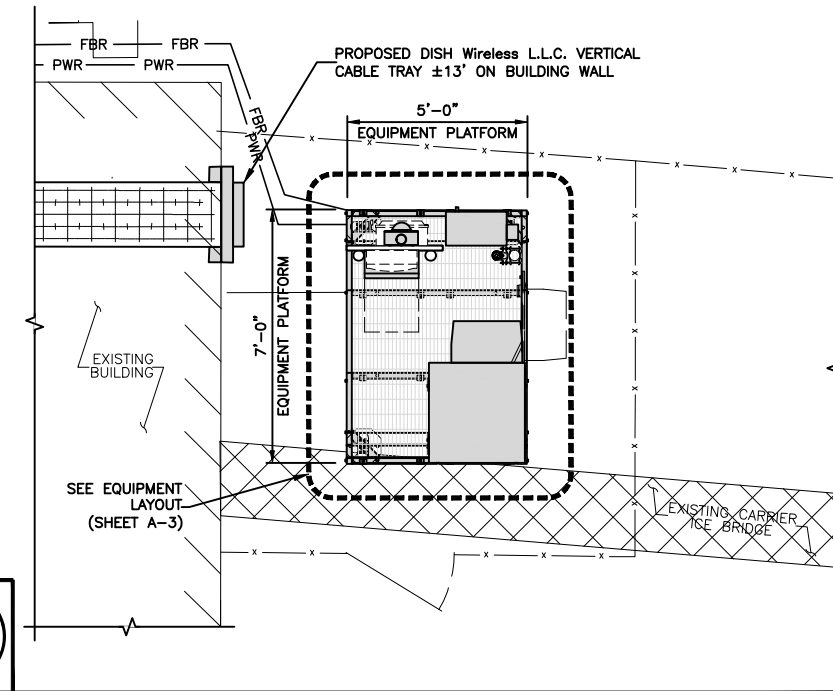 FBR FBR
PWR PWR
FBR
PWR
PROPOSED DISH Wireless L.L.C. VERTICAL
CABLE TRAY ±13' ON BUILDING WALL
5'-0"
EQUIPMENT PLATFORM
x x x x x x x x x
7'-0"
EQUIPMENT PLATFORM
EXISTING
BUILDING
SEE EQUIPMENT
LAYOUT
(SHEET A-3)
EXISTING CARRIER
ICE BRIDGE